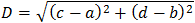 D = √((c − a)² + (d − b)²